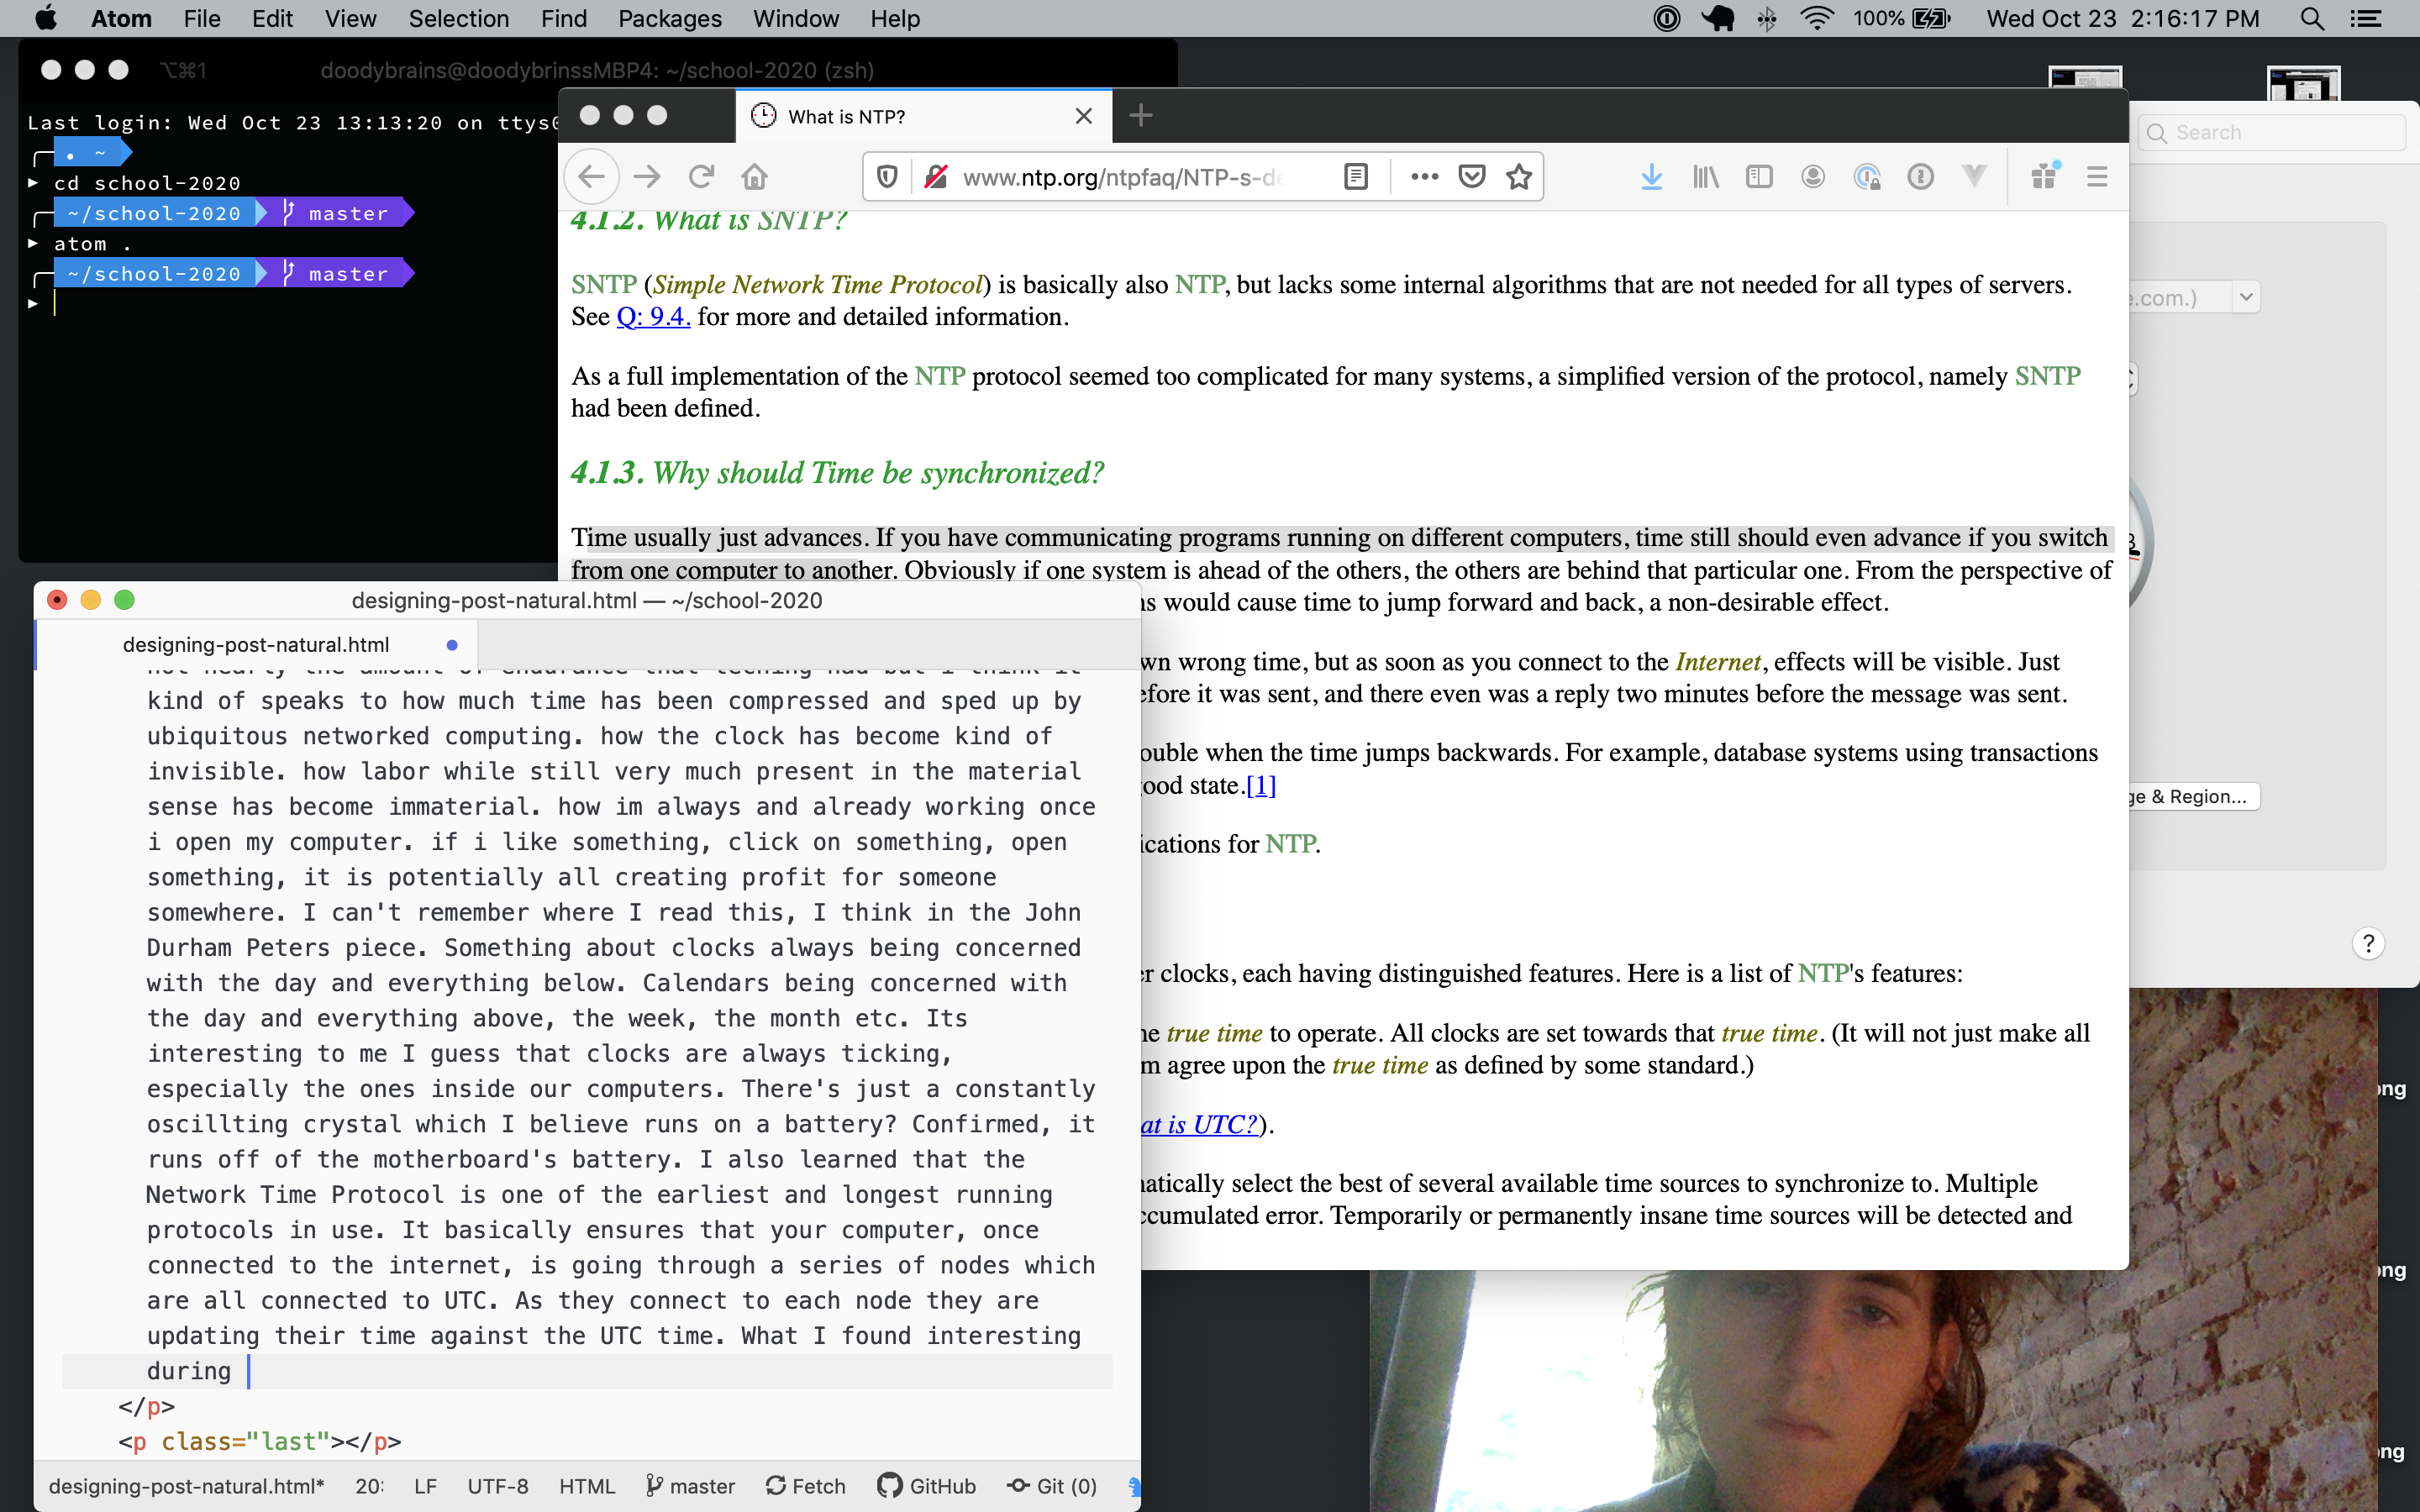 Atom File Edit View Selection Find Packages Window Help 100% Wed Oct 23 2:16:17 PM
⌥⌘1 doodybrains@doodybrinssMBP4: ~/school-2020 (zsh)
Last login: Wed Oct 23 13:13:20 on ttys
~
cd school-2020
~/school-2020 master
atom .
~/school-2020 master
What is NTP?
www.ntp.org/ntpfaq/NTP-s-de
4.1.2. What is SNTP?
SNTP (Simple Network Time Protocol) is basically also NTP, but lacks some internal algorithms that are not needed for all types of servers.
See Q: 9.4. for more and detailed information.
As a full implementation of the NTP protocol seemed too complicated for many systems, a simplified version of the protocol, namely SNTP
had been defined.
4.1.3. Why should Time be synchronized?
Time usually just advances. If you have communicating programs running on different computers, time still should even advance if you switch
from one computer to another. Obviously if one system is ahead of the others, the others are behind that particular one. From the perspective of
would cause time to jump forward and back, a non-desirable effect.
wn wrong time, but as soon as you connect to the Internet, effects will be visible. Just
efore it was sent, and there even was a reply two minutes before the message was sent.
ouble when the time jumps backwards. For example, database systems using transactions
ood state.[1]
ications for NTP.
clocks, each having distinguished features. Here is a list of NTP's features:
true time to operate. All clocks are set towards that true time. (It will not just make all
m agree upon the true time as defined by some standard.)
at is UTC?).
natically select the best of several available time sources to synchronize to. Multiple
ccumulated error. Temporarily or permanently insane time sources will be detected and
Search
e.com.)
ge & Region...
?
designing-post-natural.html — ~/school-2020
designing-post-natural.html
not nearly the amount of endurance that teching had but i think it
kind of speaks to how much time has been compressed and sped up by
ubiquitous networked computing. how the clock has become kind of
invisible. how labor while still very much present in the material
sense has become immaterial. how im always and already working once
i open my computer. if i like something, click on something, open
something, it is potentially all creating profit for someone
somewhere. I can't remember where I read this, I think in the John
Durham Peters piece. Something about clocks always being concerned
with the day and everything below. Calendars being concerned with
the day and everything above, the week, the month etc. Its
interesting to me I guess that clocks are always ticking,
especially the ones inside our computers. There's just a constantly
oscillting crystal which I believe runs on a battery? Confirmed, it
runs off of the motherboard's battery. I also learned that the
Network Time Protocol is one of the earliest and longest running
protocols in use. It basically ensures that your computer, once
connected to the internet, is going through a series of nodes which
are all connected to UTC. As they connect to each node they are
updating their time against the UTC time. What I found interesting
during
</p>
<p class="last"></p>
designing-post-natural.html* 20: LF UTF-8 HTML master Fetch GitHub Git (0)
ong
ong
ng